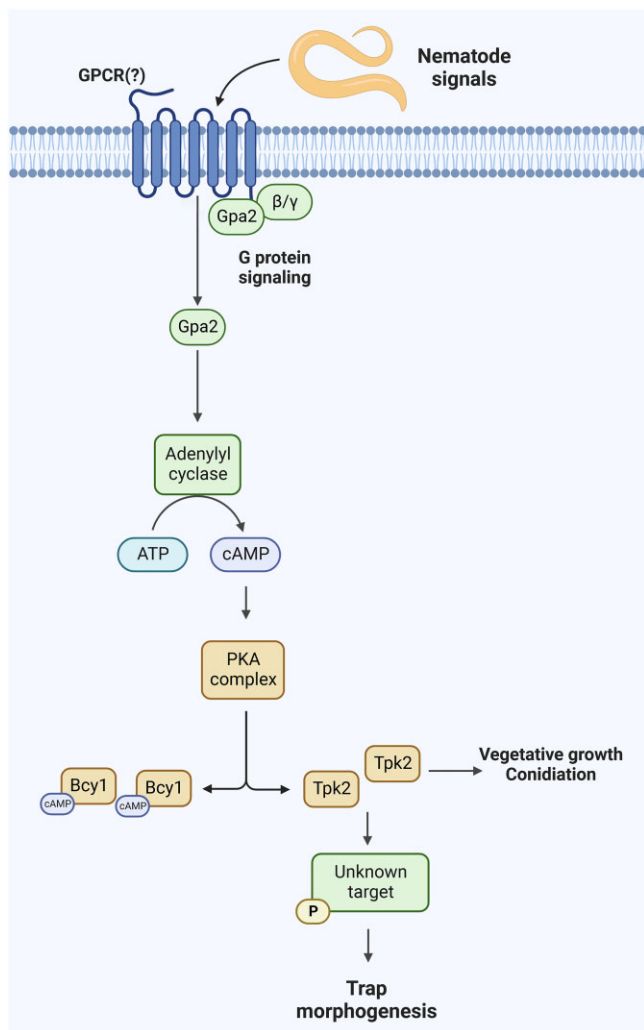 GPCR(?)
Nematode
signals
β/γ
Gpa2
G protein
signaling
Gpa2
Adenylyl
cyclase
ATP
cAMP
PKA
complex
Bcy1
cAMP
Bcy1
cAMP
Tpk2
Tpk2
Vegetative growth
Conidiation
Unknown
target
P
Trap
morphogenesis